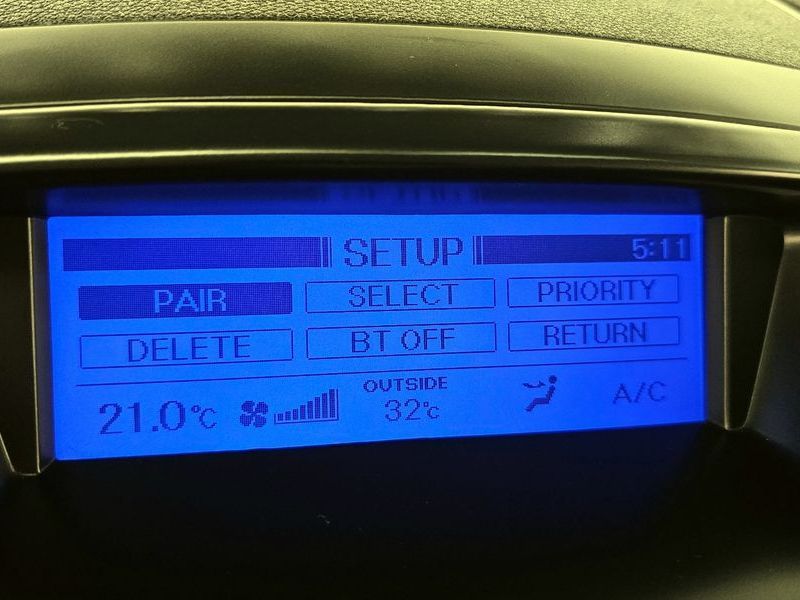 SETUP 5:11
PAIR SELECT PRIORITY
DELETE BT OFF RETURN
OUTSIDE
21.0°C 32°C A/C